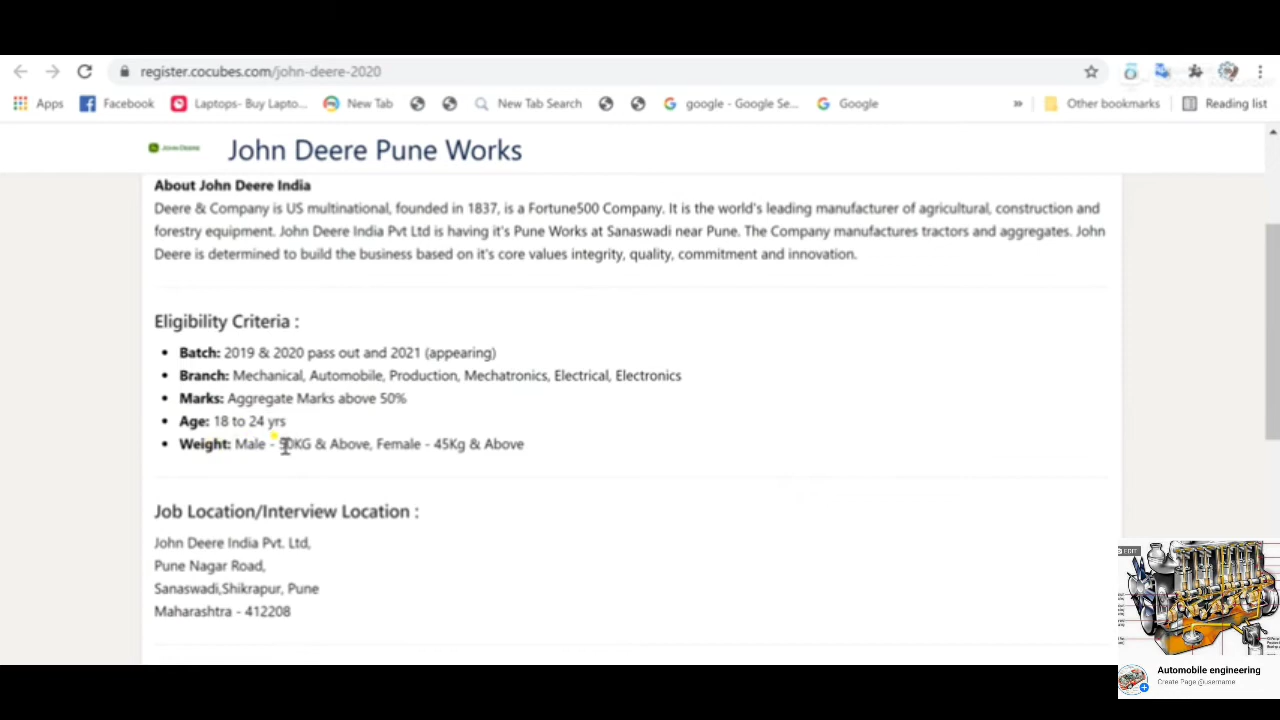 register.cocubes.com/john-deere-2020
Apps Facebook Laptops- Buy Lapto... New Tab New Tab Search google - Google Se... Google » Other bookmarks Reading list
JOHN DEERE John Deere Pune Works
About John Deere India
Deere & Company is US multinational, founded in 1837, is a Fortune500 Company. It is the world's leading manufacturer of agricultural, construction and
forestry equipment. John Deere India Pvt Ltd is having it's Pune Works at Sanaswadi near Pune. The Company manufactures tractors and aggregates. John
Deere is determined to build the business based on it's core values integrity, quality, commitment and innovation.
Eligibility Criteria :
• Batch: 2019 & 2020 pass out and 2021 (appearing)
• Branch: Mechanical, Automobile, Production, Mechatronics, Electrical, Electronics
• Marks: Aggregate Marks above 50%
• Age: 18 to 24 yrs
• Weight: Male - 50KG & Above, Female - 45Kg & Above
Job Location/Interview Location :
John Deere India Pvt. Ltd,
Pune Nagar Road,
Sanaswadi,Shikrapur, Pune
Maharashtra - 412208
EDIT
Automobile engineering
Create Page @username